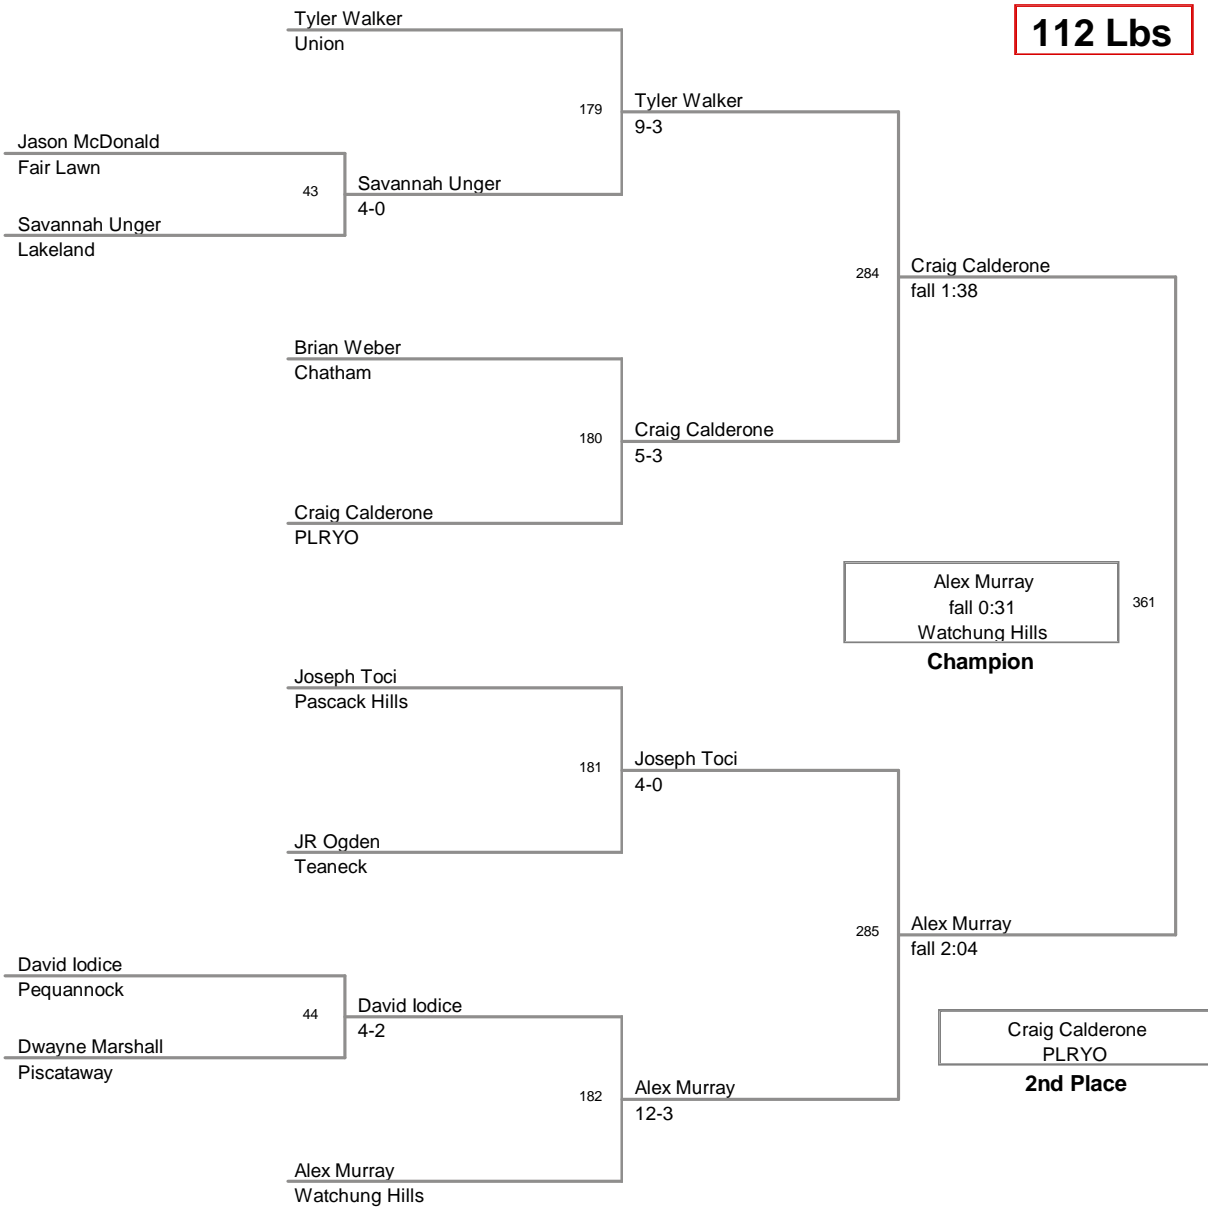 Tyler Walker
Union
112 Lbs
179
Tyler Walker
9-3
Jason McDonald
Fair Lawn
43
Savannah Unger
4-0
Savannah Unger
Lakeland
284
Craig Calderone
fall 1:38
Brian Weber
Chatham
180
Craig Calderone
5-3
Craig Calderone
PLRYO
Alex Murray
fall 0:31
Watchung Hills
361
Champion
Joseph Toci
Pascack Hills
181
Joseph Toci
4-0
JR Ogden
Teaneck
285
Alex Murray
fall 2:04
David Iodice
Pequannock
44
David Iodice
4-2
Dwayne Marshall
Piscataway
Craig Calderone
PLRYO
2nd Place
182
Alex Murray
12-3
Alex Murray
Watchung Hills